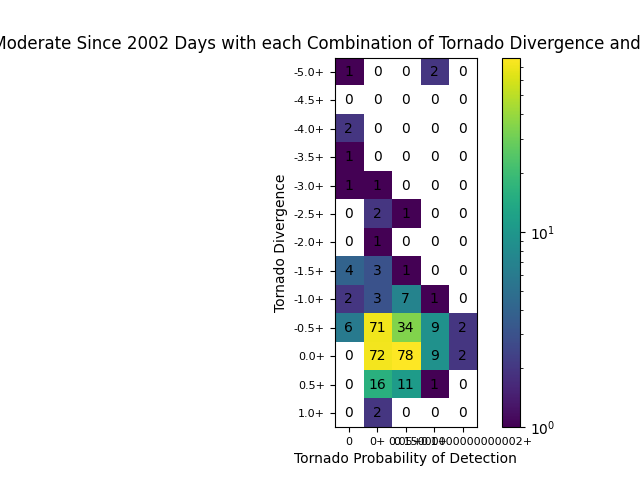 Moderate Since 2002 Days with each Combination of Tornado Divergence and
Tornado Divergence
-5.0+ 1 0 0 2 0
-4.5+ 0 0 0 0 0
-4.0+ 2 0 0 0 0
-3.5+ 1 0 0 0 0
-3.0+ 1 1 0 0 0
-2.5+ 0 2 1 0 0
-2.0+ 0 1 0 0 0
-1.5+ 4 3 1 0 0
-1.0+ 2 3 7 1 0
-0.5+ 6 71 34 9 2
0.0+ 0 72 78 9 2
0.5+ 0 16 11 1 0
1.0+ 0 2 0 0 0
0 0+
Tornado Probability of Detection
10^1
10^0